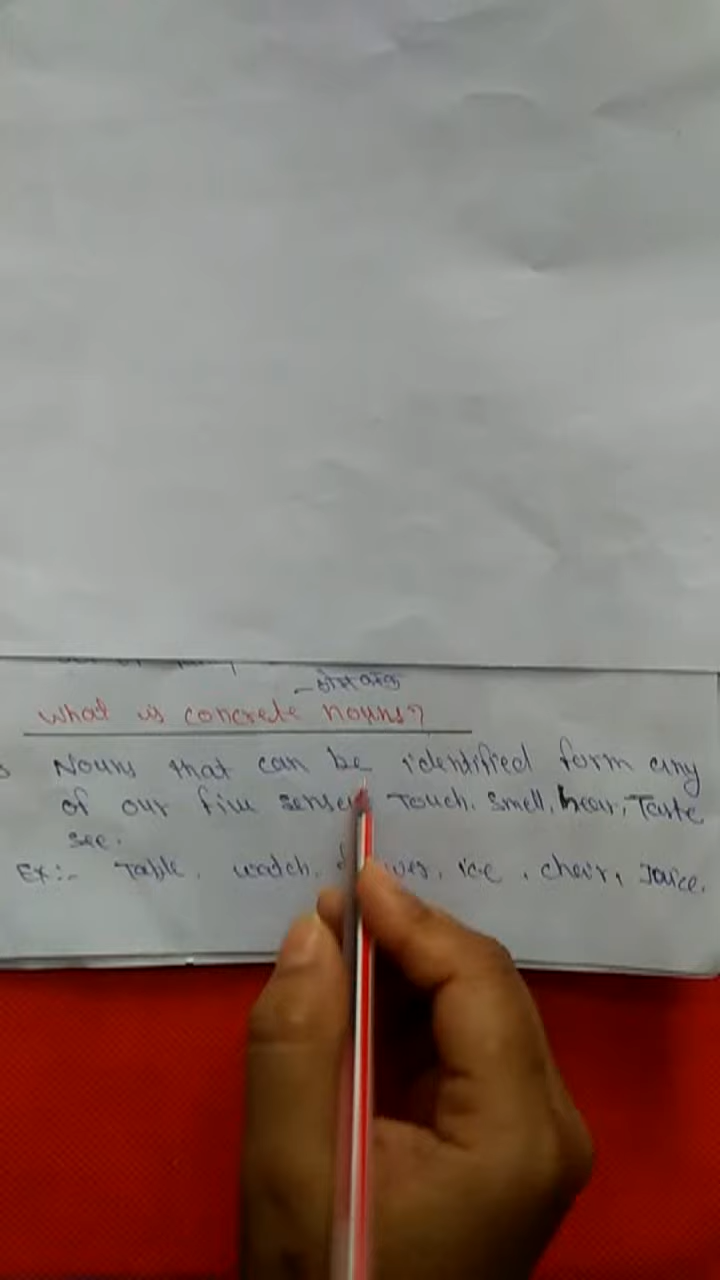 What is concrete nouns?
Nouns that can be identified form any
of our five senses Touch, smell, hear, Taste
see.
Ex:- Table, watch, ice, chair, Juice.